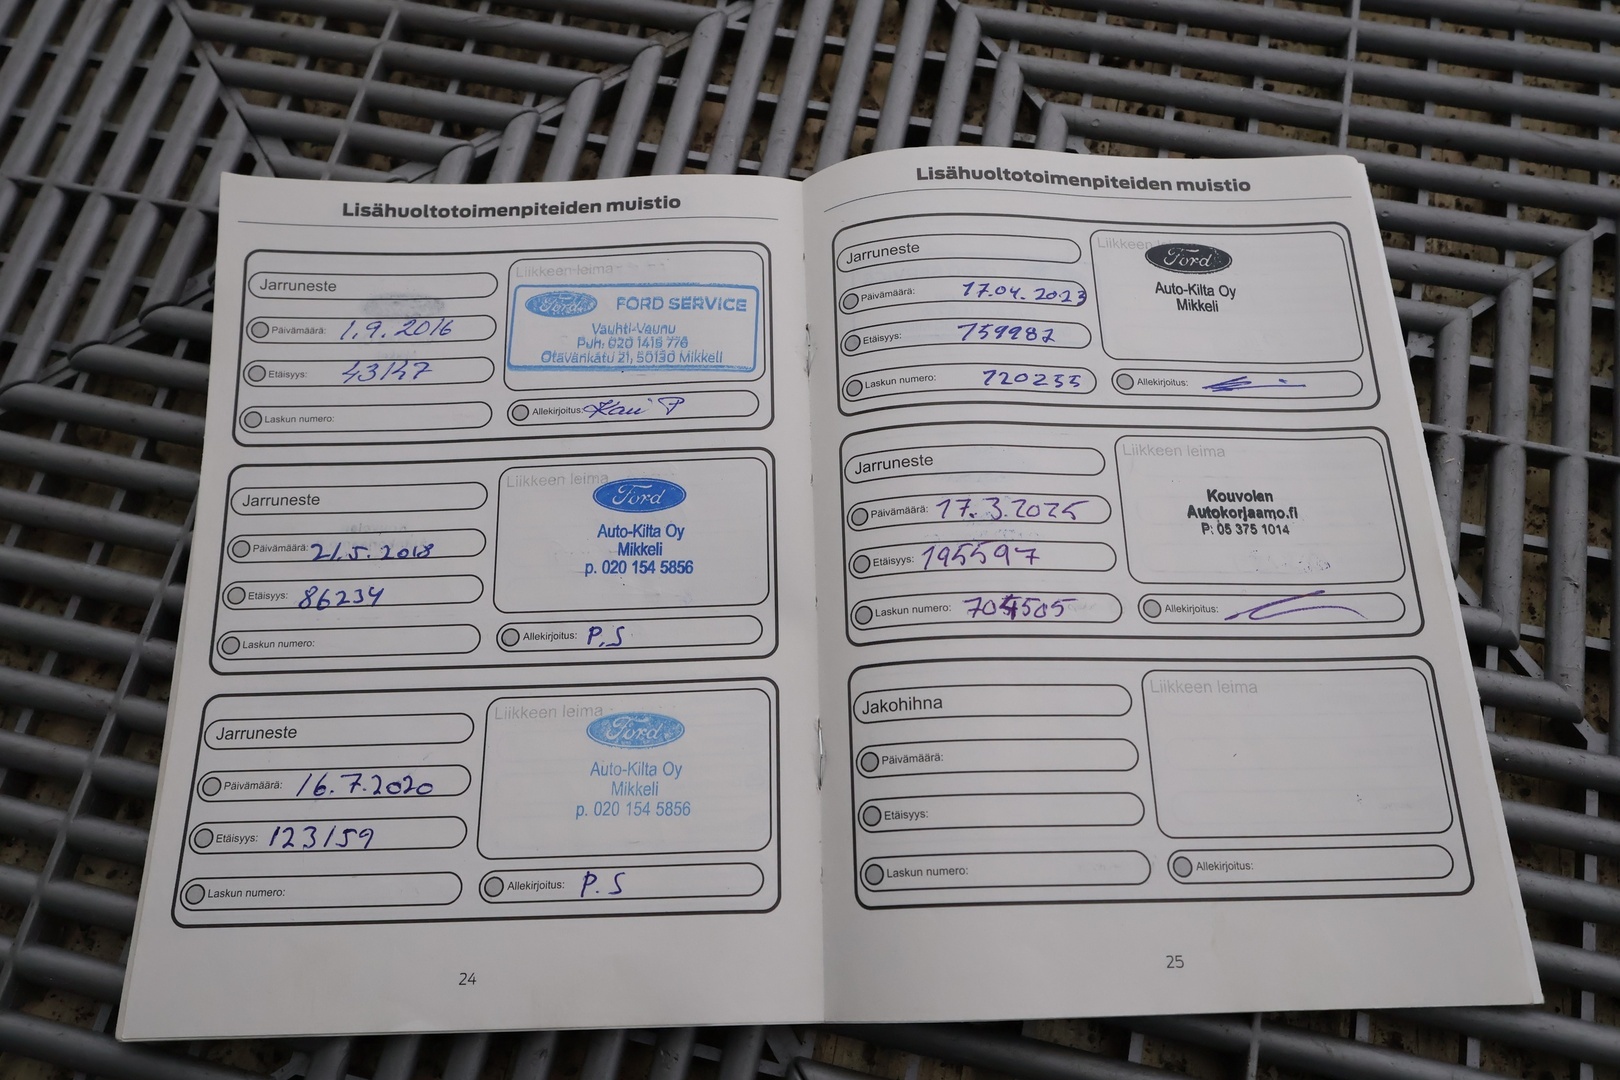 Lisähuoltotoimenpiteiden muistio
Jarruneste
Päivämäärä: 1.9.2016
Etäisyys: 43147
Laskun numero:
Liikkeen leima
Ford FORD SERVICE
Vauhti-Vaunu
Puh. 020 1416 770
Otavankatu 21, 50130 Mikkeli
Allekirjoitus: Kari P
Jarruneste
Päivämäärä: 21.5.2018
Etäisyys: 86234
Laskun numero:
Liikkeen leima
Ford
Auto-Kilta Oy
Mikkeli
p. 020 154 5856
Allekirjoitus: P.S
Jarruneste
Päivämäärä: 16.7.2020
Etäisyys: 123159
Laskun numero:
Liikkeen leima
Ford
Auto-Kilta Oy
Mikkeli
p. 020 154 5856
Allekirjoitus: P.S
24
Lisähuoltotoimenpiteiden muistio
Jarruneste
Päivämäärä: 17.04.2023
Etäisyys: 159982
Laskun numero: 120255
Liikkeen
Ford
Auto-Kilta Oy
Mikkeli
Allekirjoitus:
Jarruneste
Päivämäärä: 17.3.2025
Etäisyys: 195597
Laskun numero: 704505
Liikkeen leima
Kouvolan
Autokorjaamo.fi
P: 05 375 1014
Allekirjoitus:
Jakohihna
Päivämäärä:
Etäisyys:
Laskun numero:
Liikkeen leima
Allekirjoitus:
25